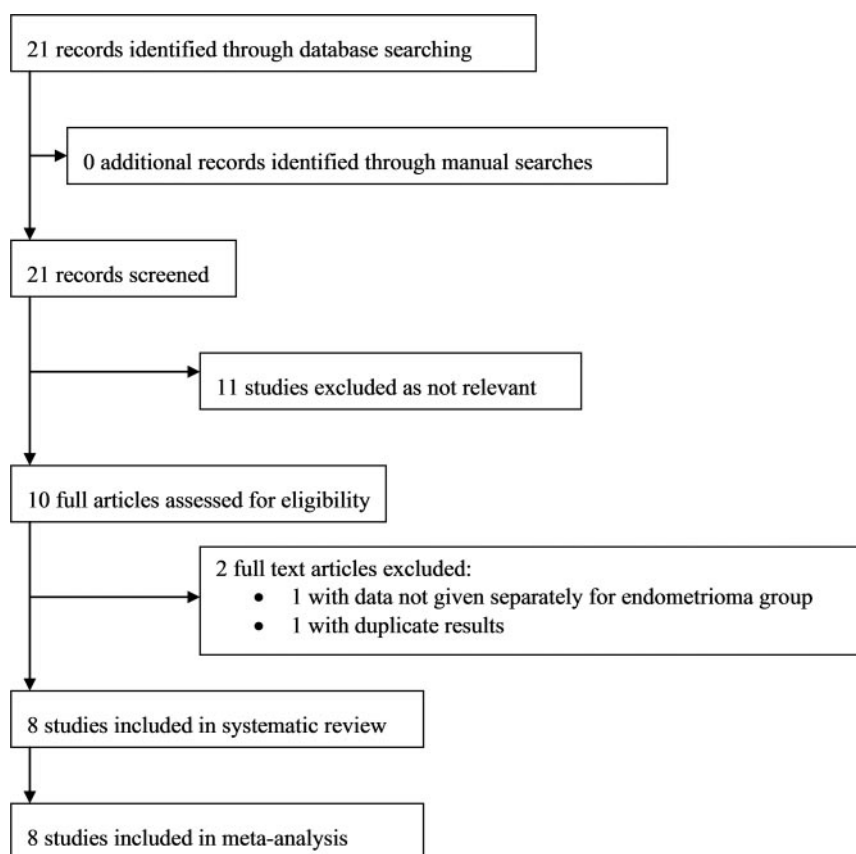 21 records identified through database searching
0 additional records identified through manual searches
21 records screened
11 studies excluded as not relevant
10 full articles assessed for eligibility
2 full text articles excluded:
• 1 with data not given separately for endometrioma group
• 1 with duplicate results
8 studies included in systematic review
8 studies included in meta-analysis